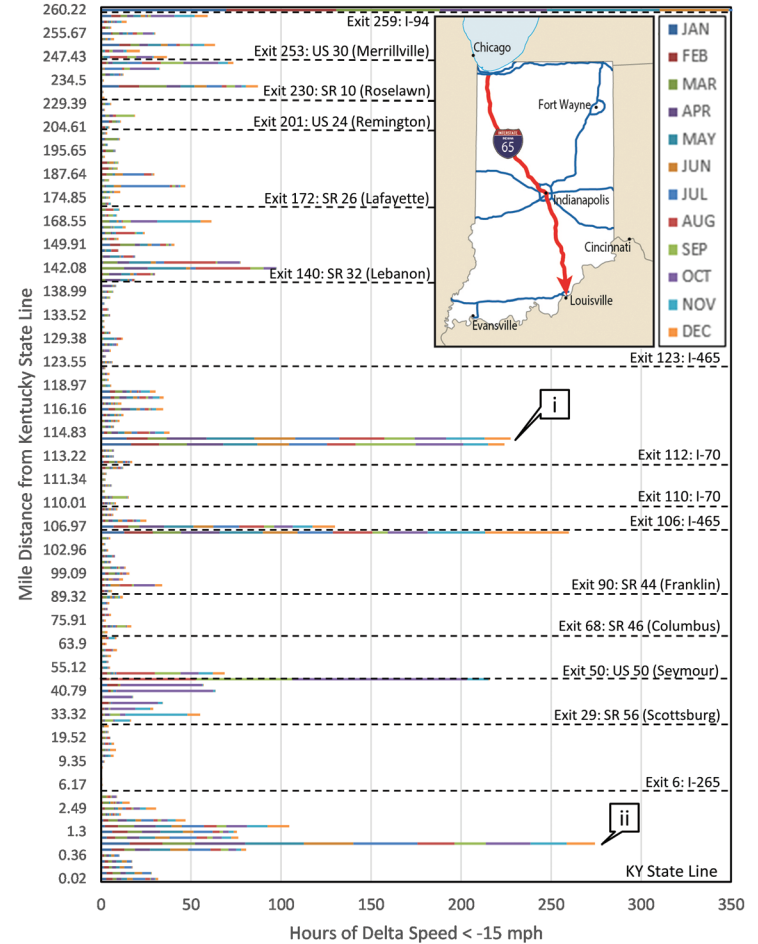 260.22
255.67
247.43
234.5
229.39
204.61
195.65
187.64
174.85
168.55
149.91
142.08
138.99
133.52
129.38
123.55
118.97
116.16
114.83
113.22
111.34
110.01
106.97
102.96
99.09
89.32
75.91
63.9
55.12
40.79
33.32
19.52
9.35
6.17
2.49
1.3
0.36
0.02
Mile Distance from Kentucky State Line
Exit 259: I-94
Exit 253: US 30 (Merrillville)
Exit 230: SR 10 (Roselawn)
Exit 201: US 24 (Remington)
Exit 172: SR 26 (Lafayette)
Exit 140: SR 32 (Lebanon)
Exit 123: I-465
i
Exit 112: I-70
Exit 110: I-70
Exit 106: I-465
Exit 90: SR 44 (Franklin)
Exit 68: SR 46 (Columbus)
Exit 50: US 50 (Seymour)
Exit 29: SR 56 (Scottsburg)
Exit 6: I-265
ii
KY State Line
Chicago
Fort Wayne
INTERSTATE
65
Indianapolis
Cincinnati
Louisville
Evansville
JAN
FEB
MAR
APR
MAY
JUN
JUL
AUG
SEP
OCT
NOV
DEC
0 50 100 150 200 250 300 350
Hours of Delta Speed < -15 mph